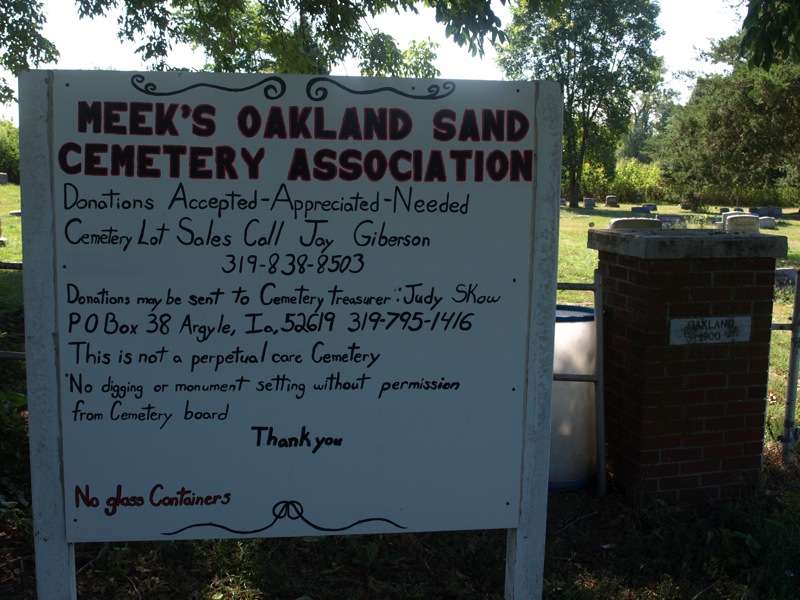 MEEK'S OAKLAND SAND
CEMETERY ASSOCIATION
Donations Accepted-Appreciated-Needed
Cemetery Lot Sales Call Jay Giberson
319-838-8503
Donations may be sent to Cemetery treasurer: Judy Skow
P O Box 38 Argyle, Ia, 52619 319-795-1416
This is not a perpetual care Cemetery
No digging or monument setting without permission
from Cemetery board
Thank you
No glass Containers
OAKLAND
1900